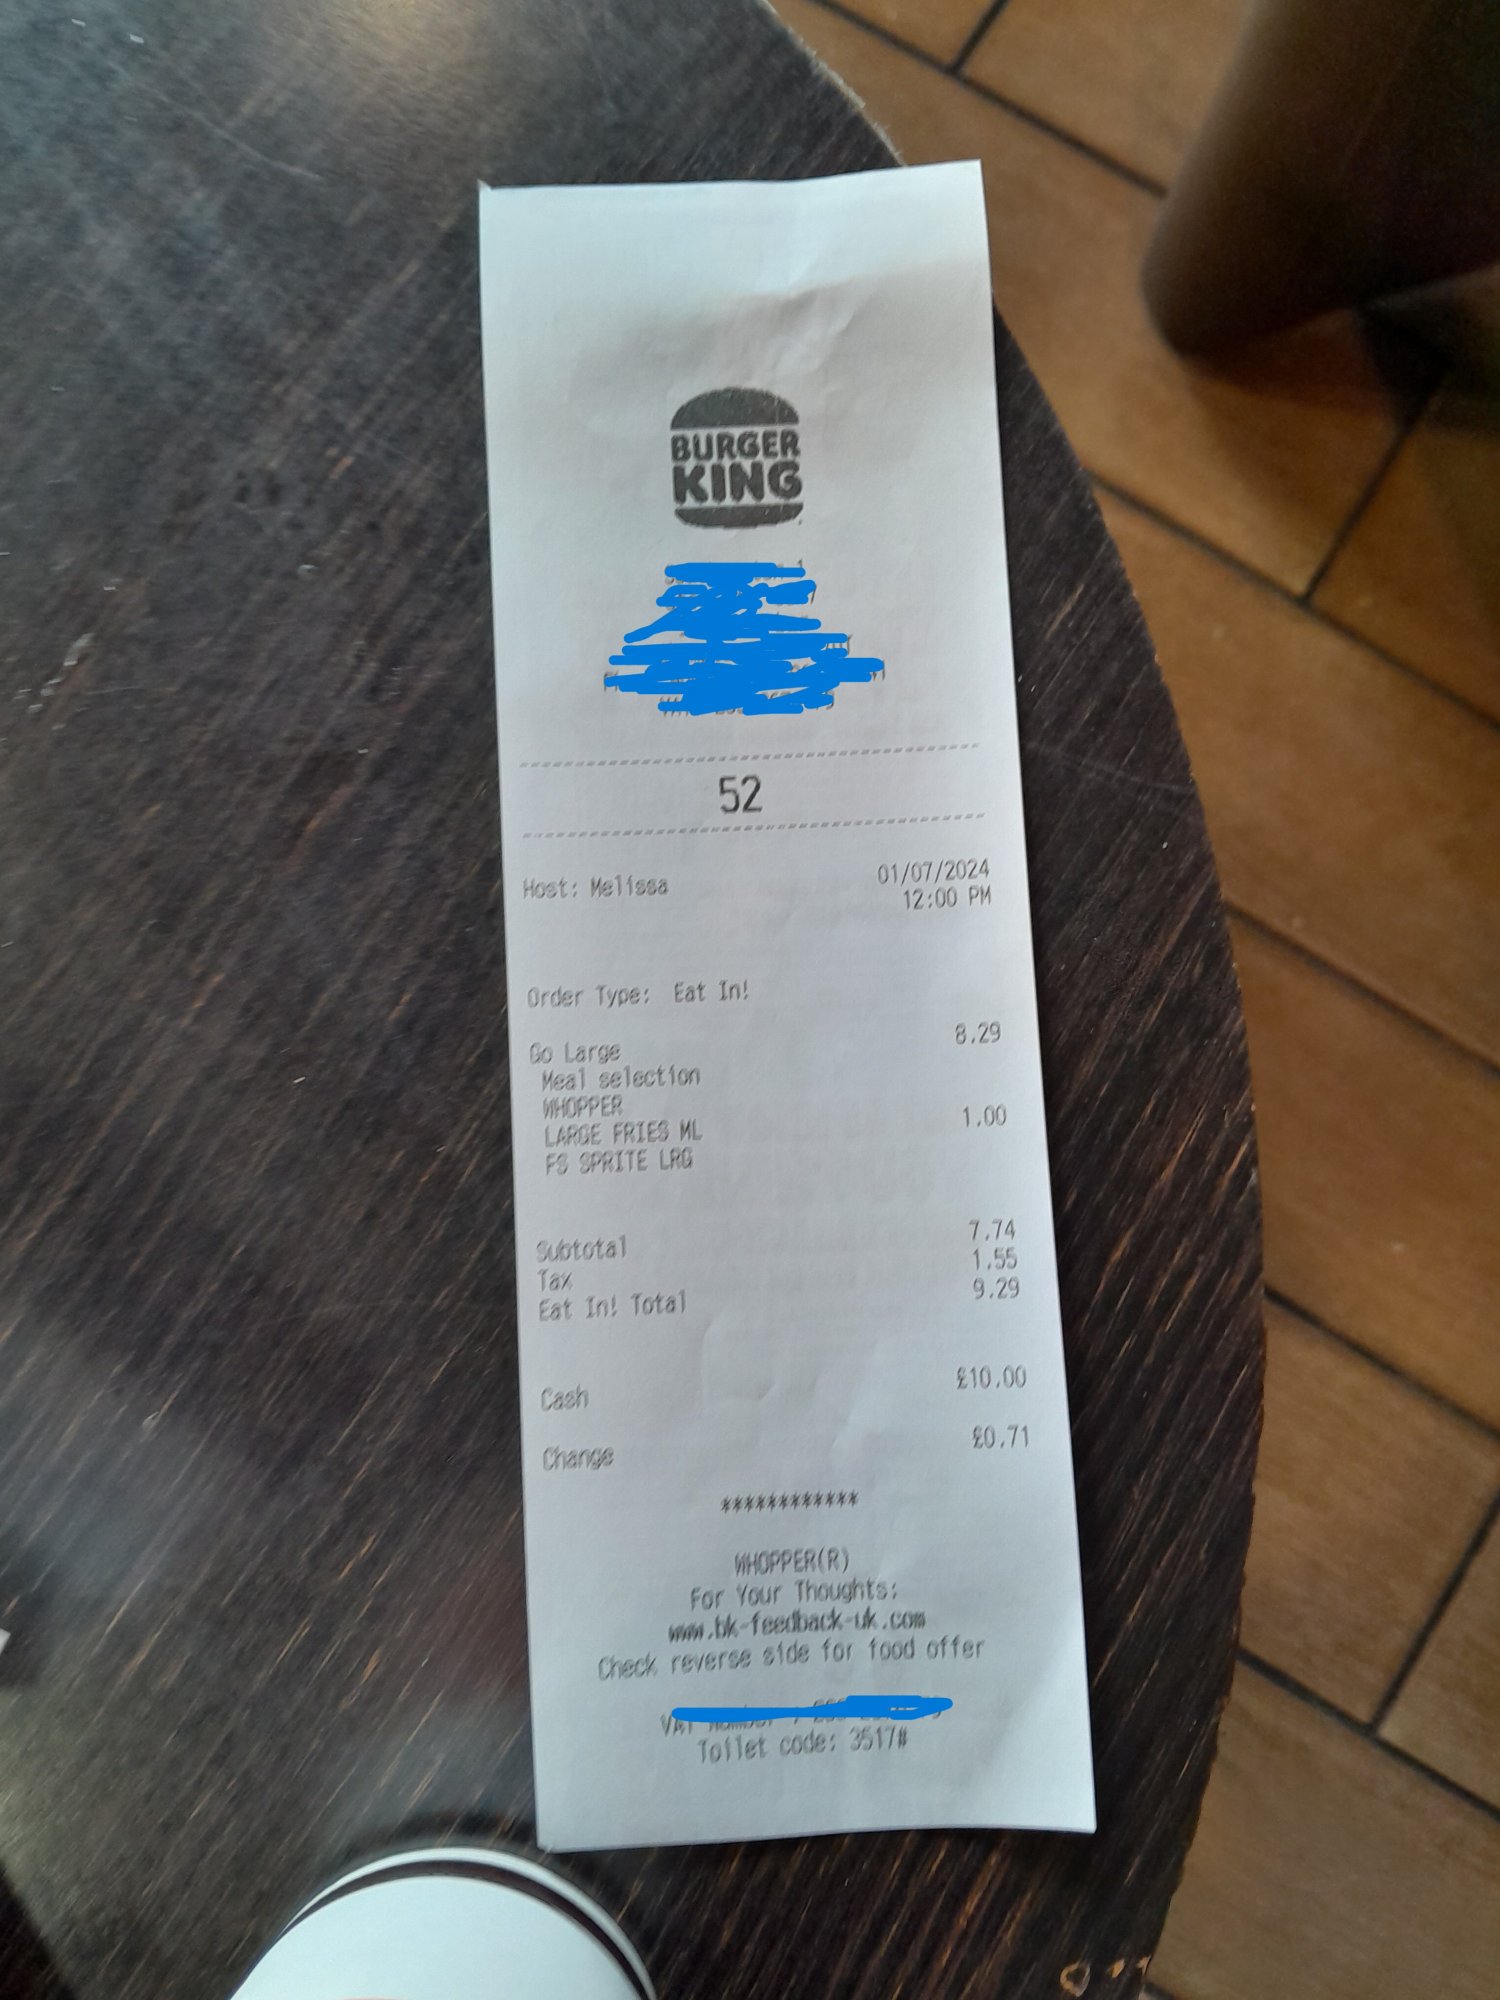 BURGER
KING
52
Host: Melissa 01/07/2024
12:00 PM
Order Type: Eat In!
Go Large 8.29
Meal selection
WHOPPER
LARGE FRIES ML 1.00
FS SPRITE LRG
Subtotal 7.74
Tax 1.55
Eat In! Total 9.29
Cash £10.00
Change £0.71
************
WHOPPER(R)
For Your Thoughts:
www.bk-feedback-uk.com
Check reverse side for food offer
VAT Number :
Toilet code: 3517#